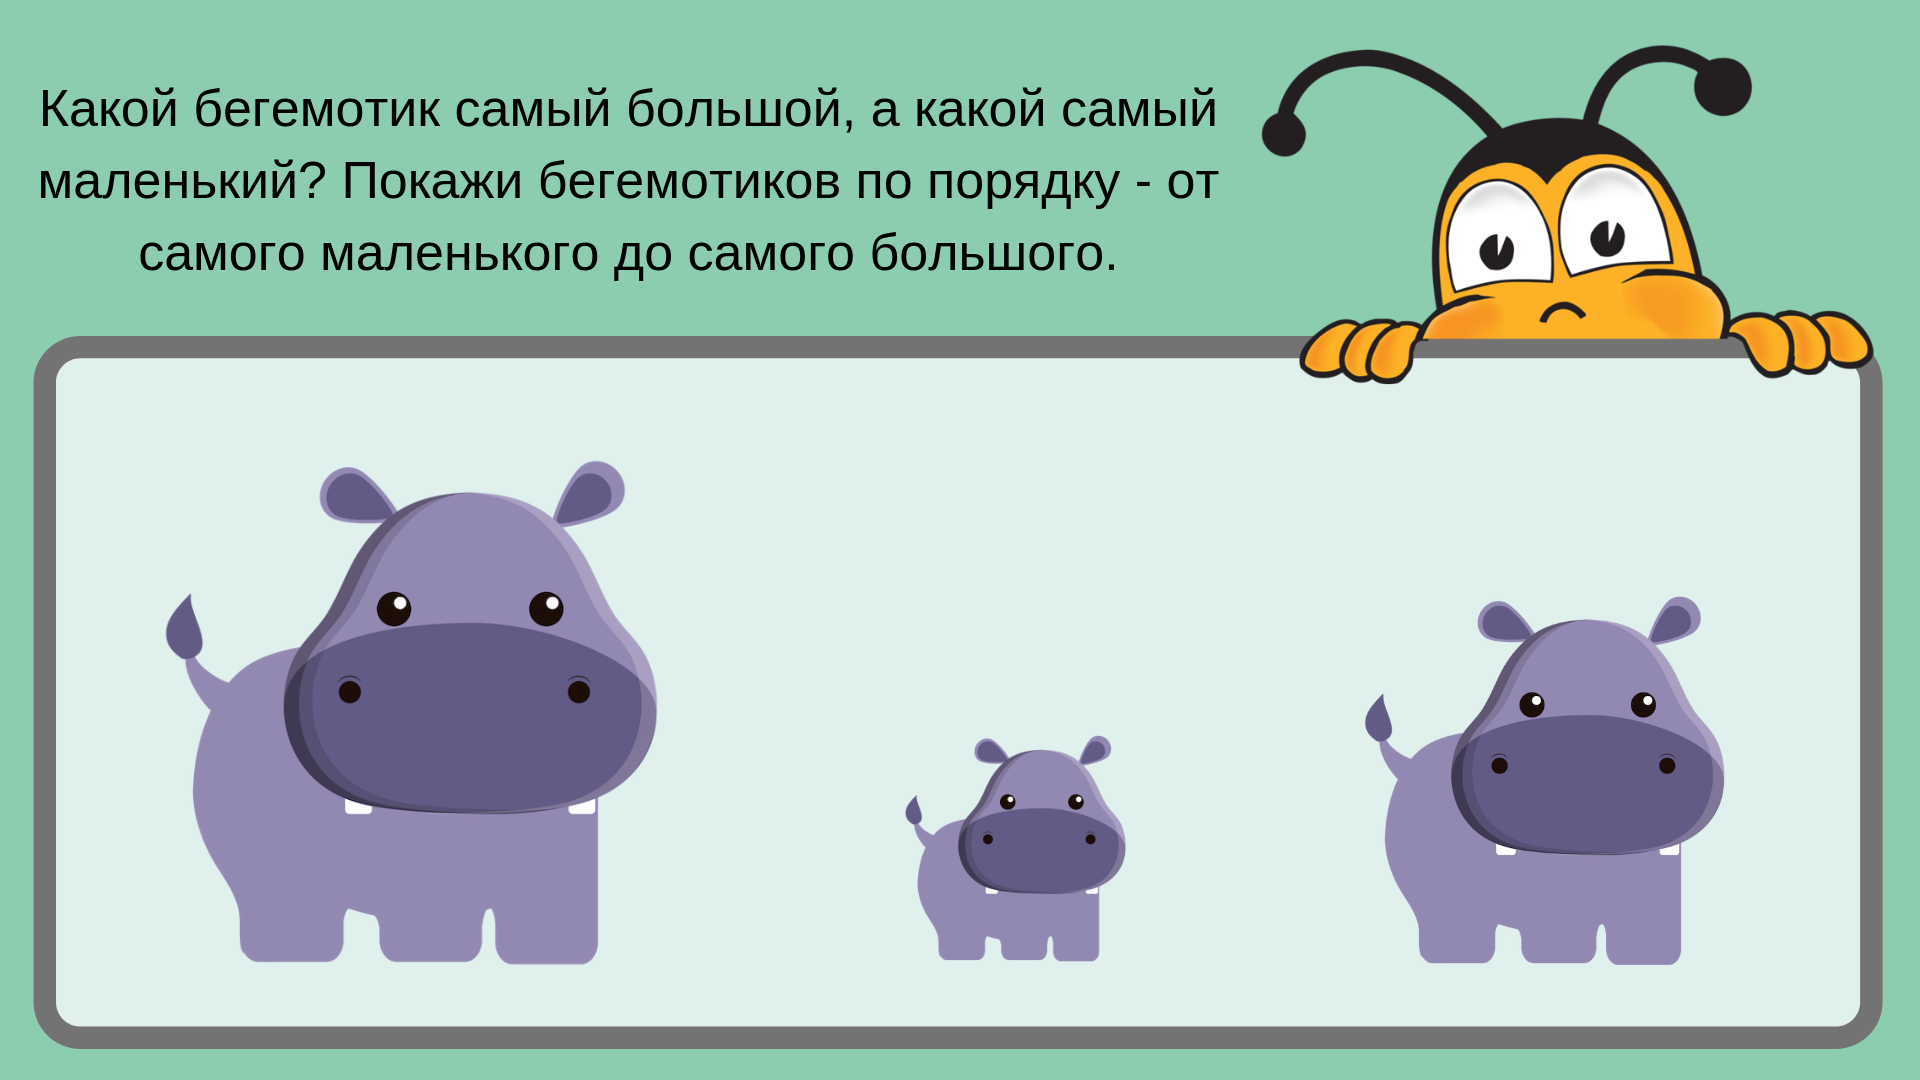 Какой бегемотик самый большой, а какой самый
маленький? Покажи бегемотиков по порядку - от
самого маленького до самого большого.